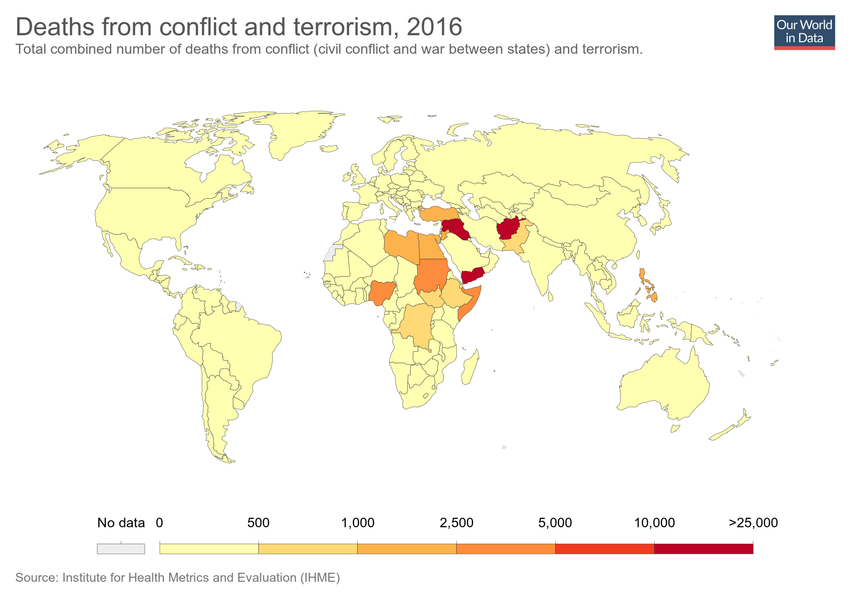 Deaths from conflict and terrorism, 2016
Our World
in Data
Total combined number of deaths from conflict (civil conflict and war between states) and terrorism.
No data 0 500 1,000 2,500 5,000 10,000 >25,000
Source: Institute for Health Metrics and Evaluation (IHME)